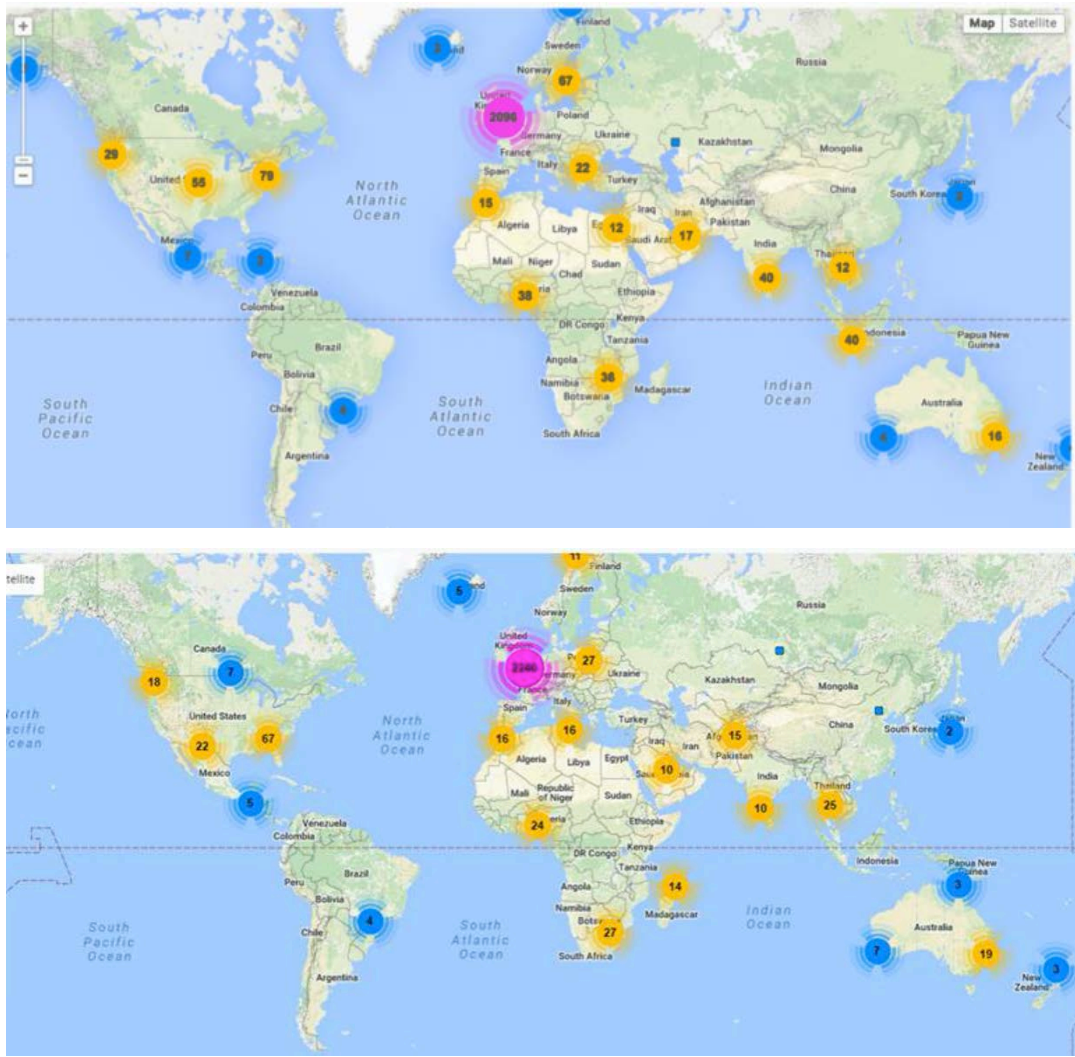 Finland
Map Satellite
Sweden
Russia
Norway
67
Canada
2096
Poland
Germany
Ukraine
Kazakhstan
Mongolia
France
29
55
79
North
Atlantic
Ocean
Spain
Italy
22
Turkey
China
South Korea
Japan
15
Algeria
Libya
12
Iraq
Iran
Afghanistan
Pakistan
17
Saudi
India
Mexico
7
3
Mali
Niger
Chad
Sudan
40
12
Venezuela
Colombia
38
Ethiopia
Kenya
DR Congo
Tanzania
40
Indonesia
Papua New
Guinea
Peru
Brazil
Bolivia
Angola
Namibia
Botswana
36
Madagascar
Indian
Ocean
South
Pacific
Ocean
Chile
4
South
Atlantic
Ocean
South Africa
Australia
4
16
Argentina
New
Zealand
tellite
11
Finland
5
Sweden
Norway
Russia
Canada
7
United
Kingdom
27
Ukraine
Kazakhstan
Mongolia
18
France
Italy
Spain
United States
22
67
North
Atlantic
Ocean
16
16
Turkey
Iraq
Iran
15
Pakistan
China
South Korea
2
Mexico
Algeria
Libya
Egypt
10
India
Thailand
5
Mali
Republic
of Niger
Sudan
10
25
Venezuela
Colombia
24
Ethiopia
Kenya
DR Congo
Tanzania
Indonesia
Papua New
Guinea
3
Peru
Brazil
Bolivia
4
Angola
Namibia
14
Madagascar
Indian
Ocean
South
Pacific
Ocean
Chile
South
Atlantic
Ocean
27
South Africa
Australia
7
19
3
Argentina
New
Zealand